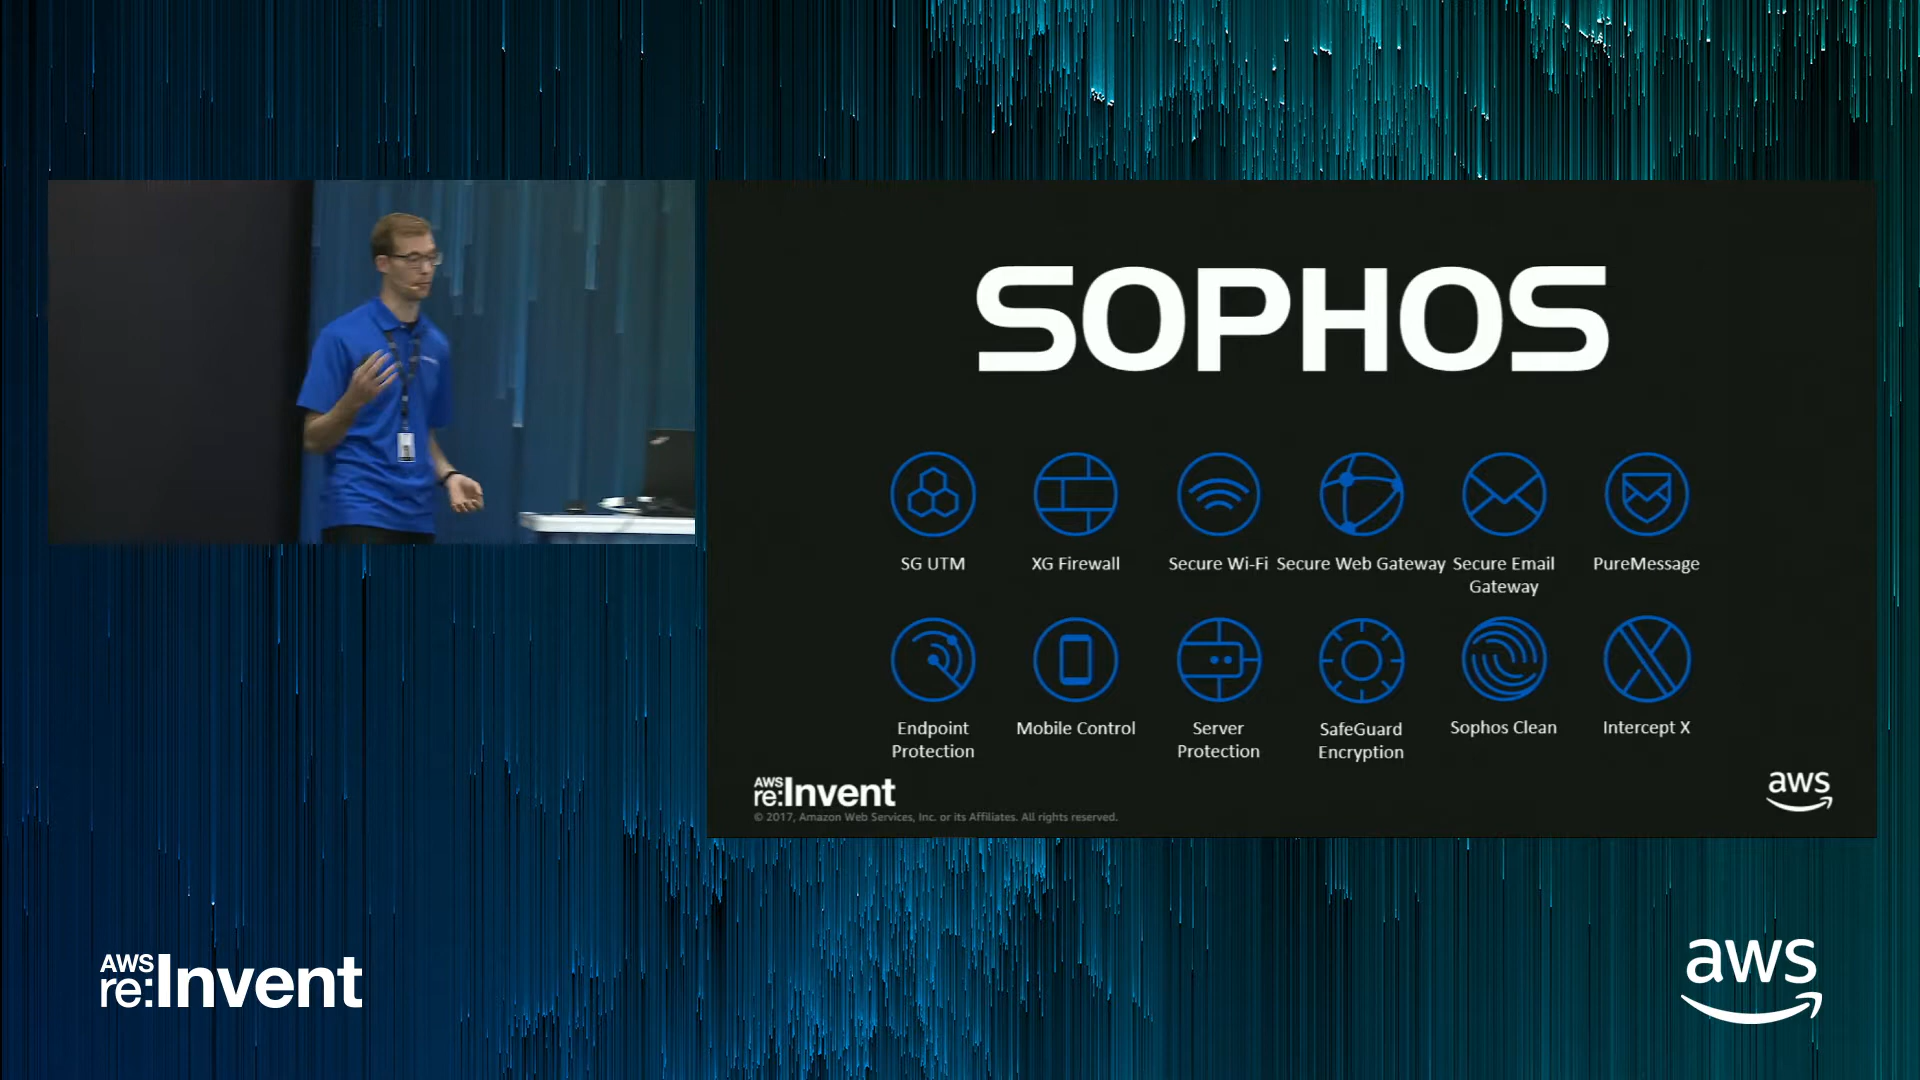 SOPHOS
SG UTM
XG Firewall
Secure Wi-Fi
Secure Web Gateway
Secure Email
Gateway
PureMessage
Endpoint
Protection
Mobile Control
Server
Protection
SafeGuard
Encryption
Sophos Clean
Intercept X
AWS
re:Invent
aws
© 2017, Amazon Web Services, Inc. or its Affiliates. All rights reserved.
AWS
re:Invent
aws